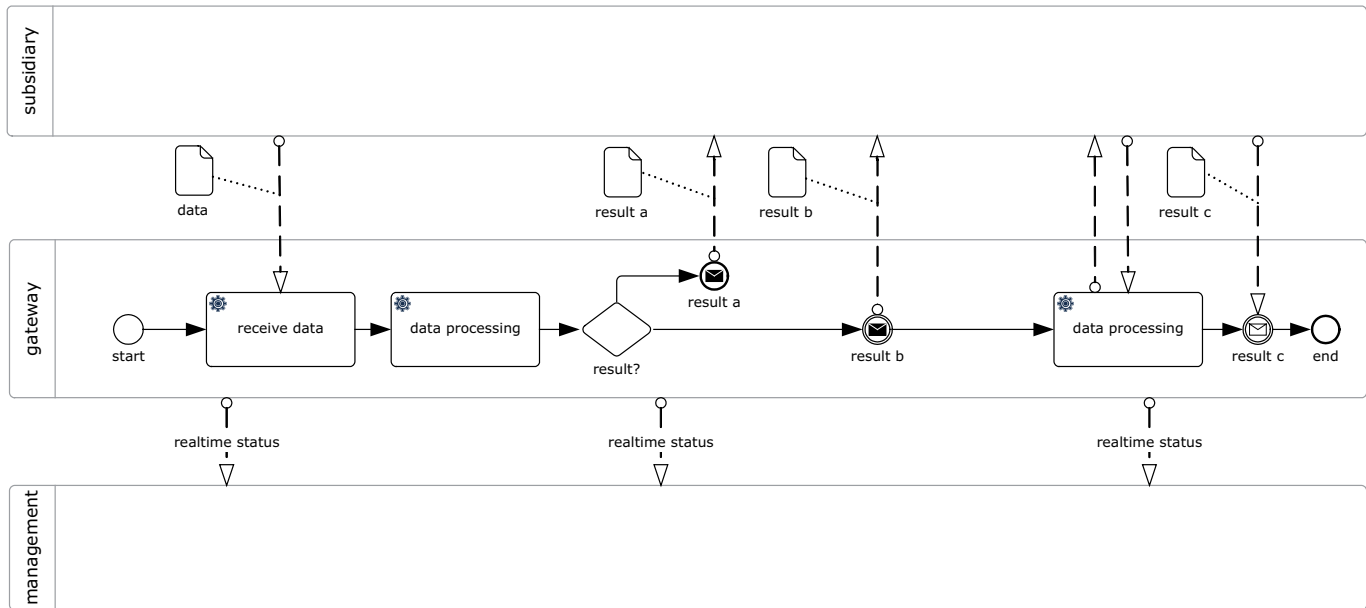 subsidiary
data
result a
result b
result c
gateway
start
receive data
data processing
result?
result a
result b
data processing
result c
end
realtime status
realtime status
realtime status
management